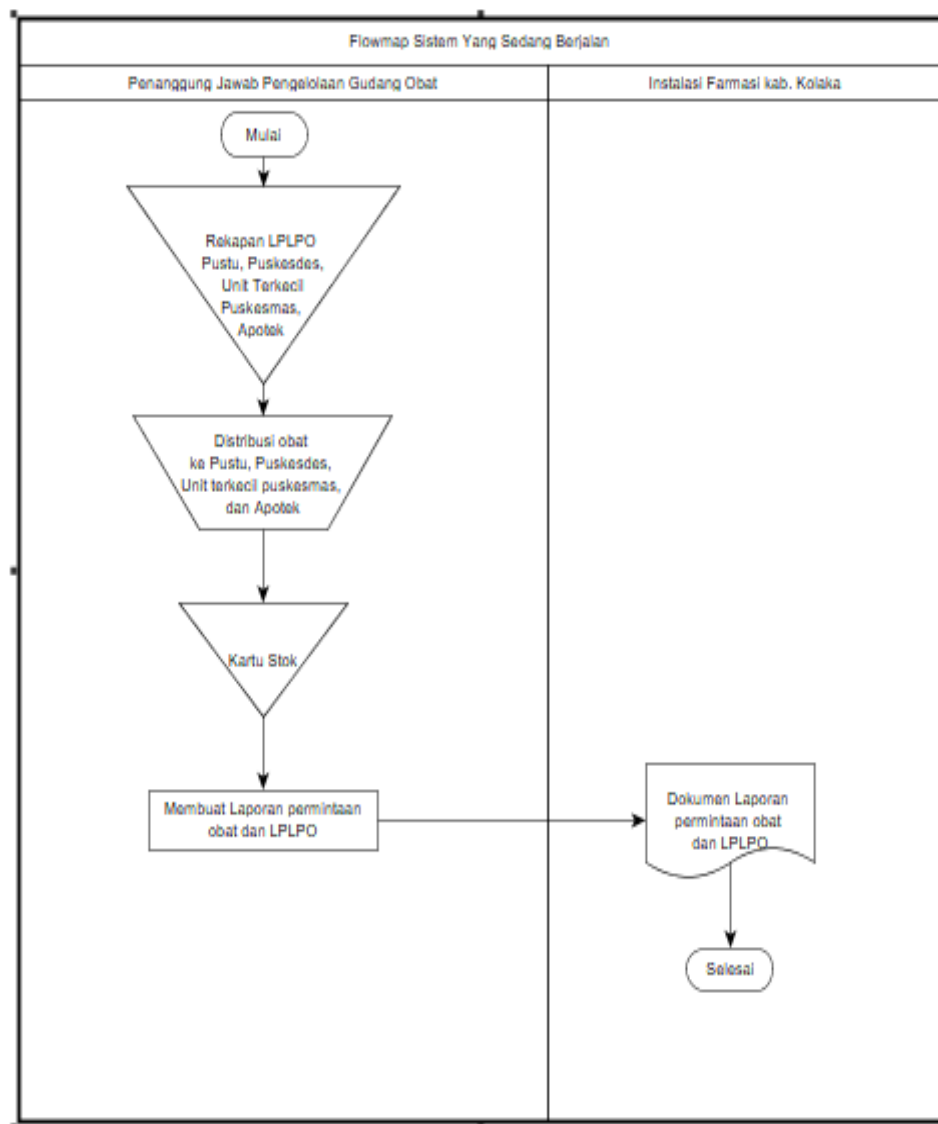 Flowmap Sistem Yang Sedang Berjalan
Penanggung Jawab Pengelolaan Gudang Obat
Instalasi Farmasi kab. Kolaka
Mulai
Rekapan LPLPO
Pustu, Puskesdes,
Unit Terkecil
Puskesmas,
Apotek
Distribusi obat
ke Pustu, Puskesdes,
Unit terkecil puskesmas,
dan Apotek
Kartu Stok
Membuat Laporan permintaan
obat dan LPLPO
Dokumen Laporan
permintaan obat
dan LPLPO
Selesai